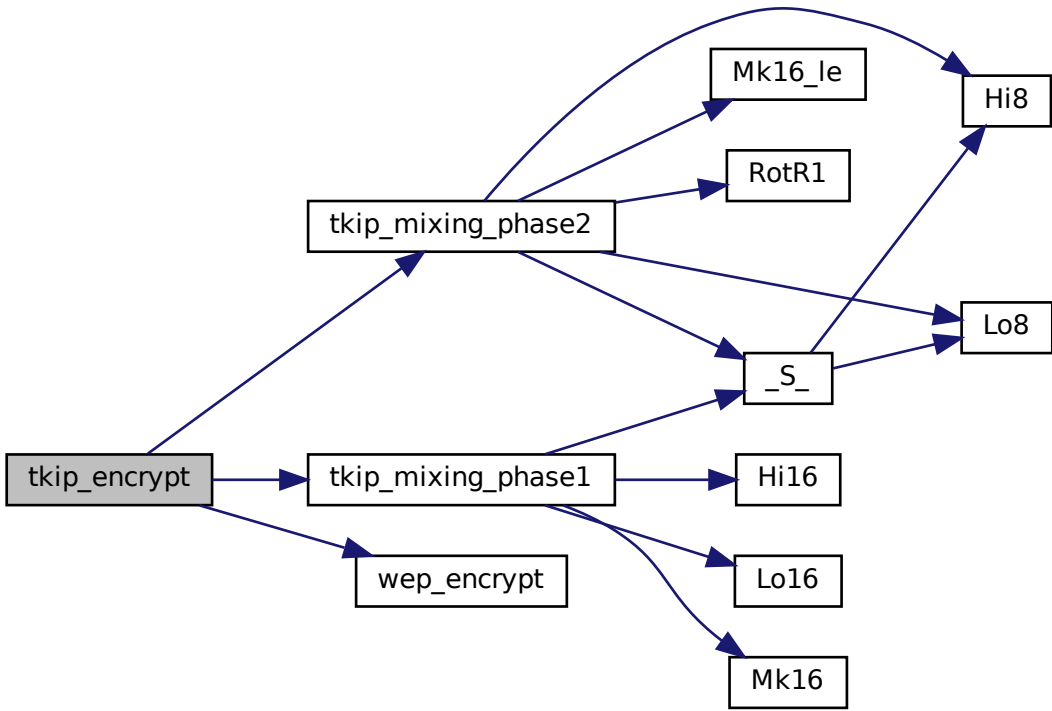 Mk16_le
Hi8
RotR1
tkip_mixing_phase2
Lo8
_S_
tkip_encrypt
tkip_mixing_phase1
Hi16
wep_encrypt
Lo16
Mk16